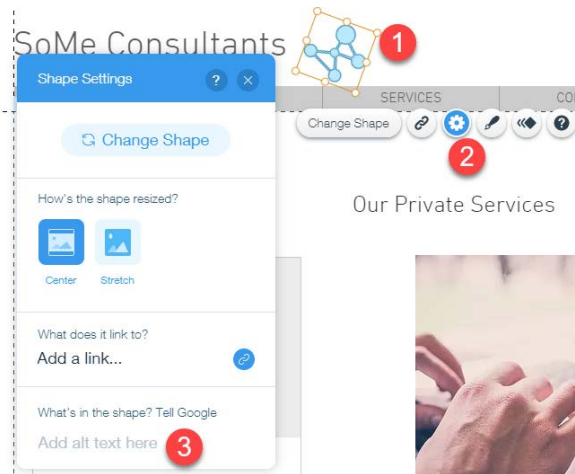 SoMe Consultants
1
Shape Settings
?
Change Shape
SERVICES
Change Shape
?
2
How's the shape resized?
Center
Stretch
Our Private Services
What does it link to?
Add a link...
What's in the shape? Tell Google
Add alt text here
3